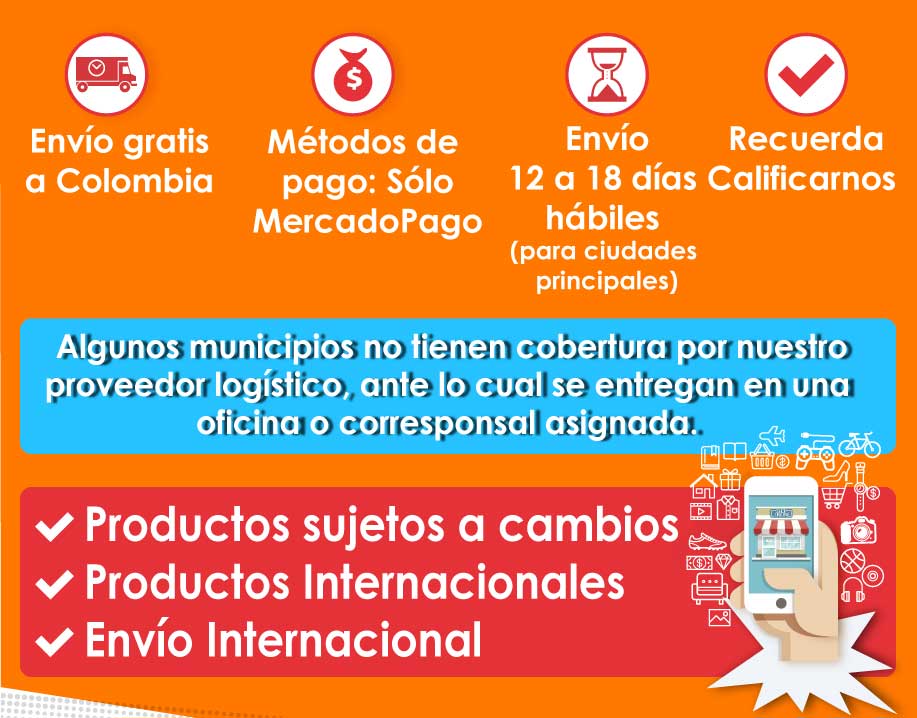 Envío gratis
a Colombia
Métodos de
pago: Sólo
MercadoPago
Envío
12 a 18 días
hábiles
(para ciudades
principales)
Recuerda
Calificarnos
Algunos municipios no tienen cobertura por nuestro
proveedor logístico, ante lo cual se entregan en una
oficina o corresponsal asignada..
Productos sujetos a cambios
Productos Internacionales
Envío Internacional